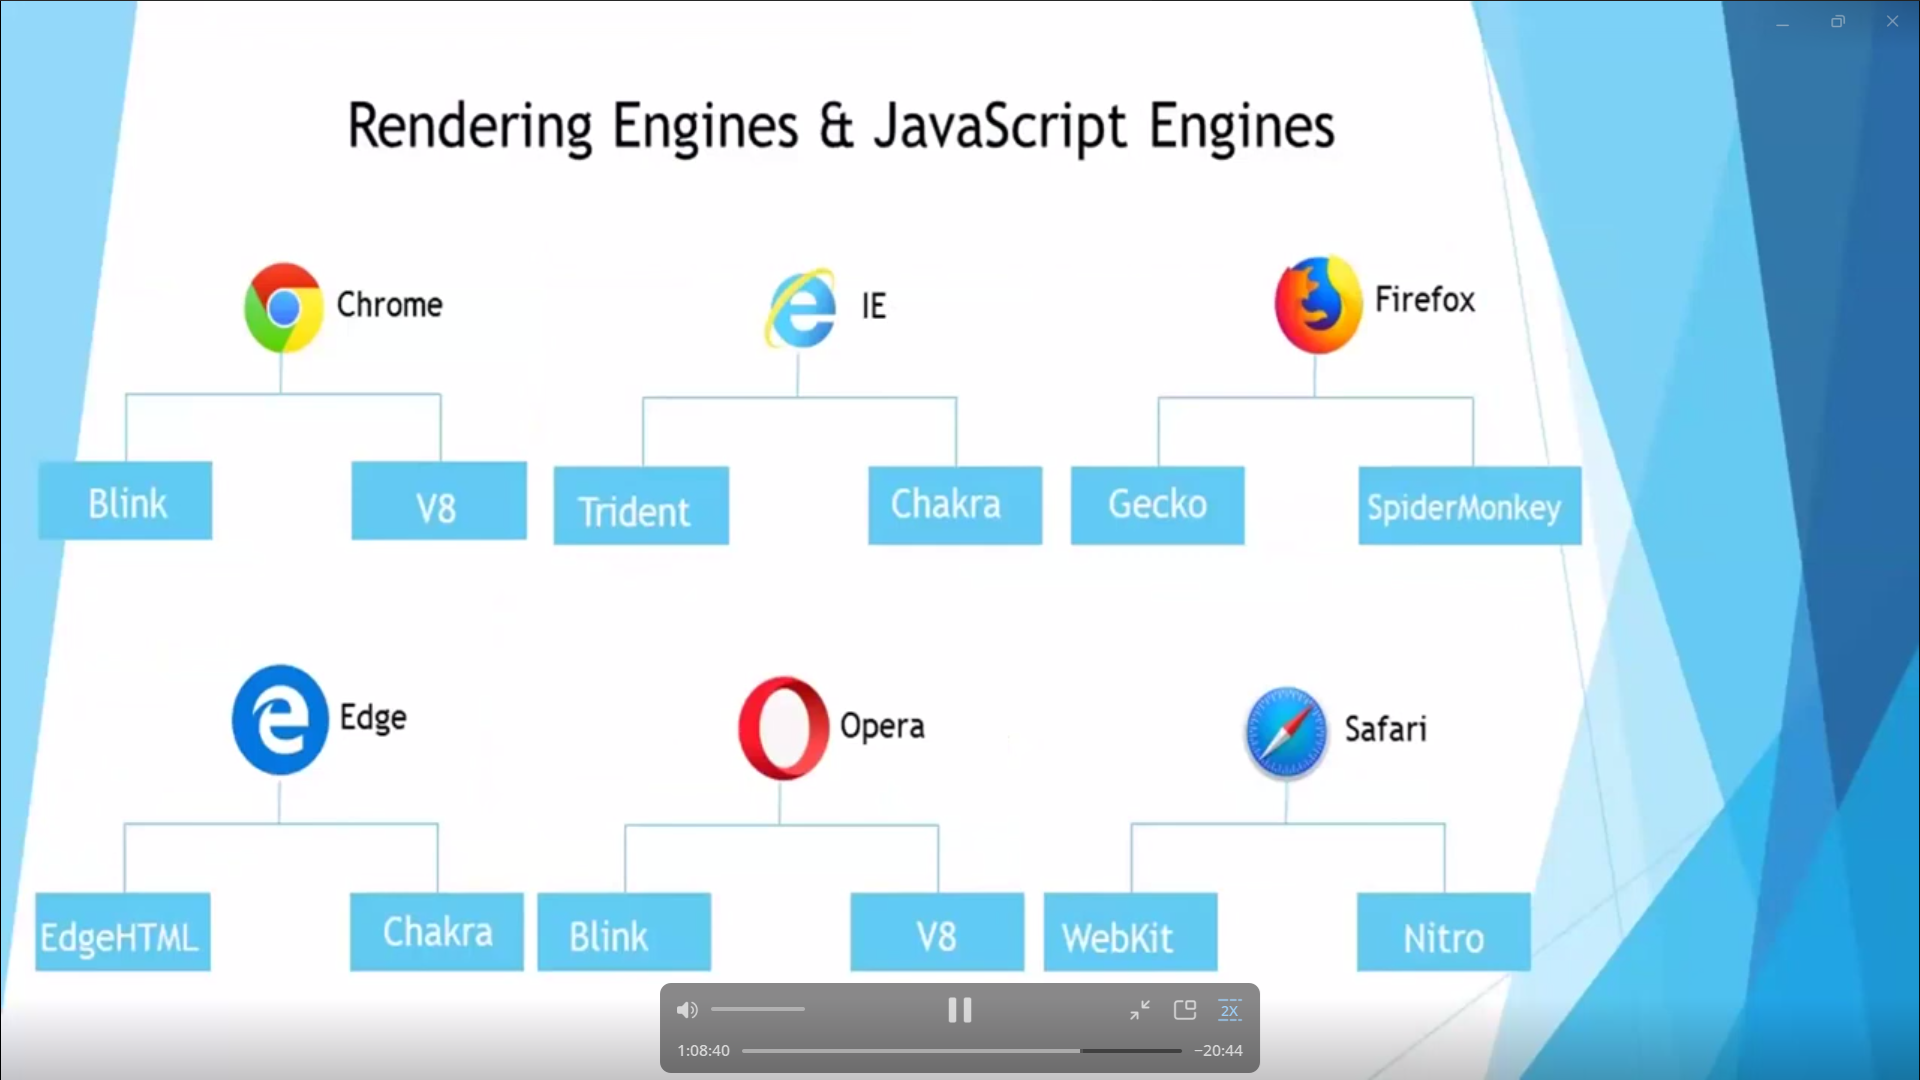 Rendering Engines & JavaScript Engines
Chrome
IE
Firefox
Blink
V8
Trident
Chakra
Gecko
SpiderMonkey
Edge
Opera
Safari
EdgeHTML
Chakra
Blink
V8
WebKit
Nitro
2X
1:08:40
−20:44